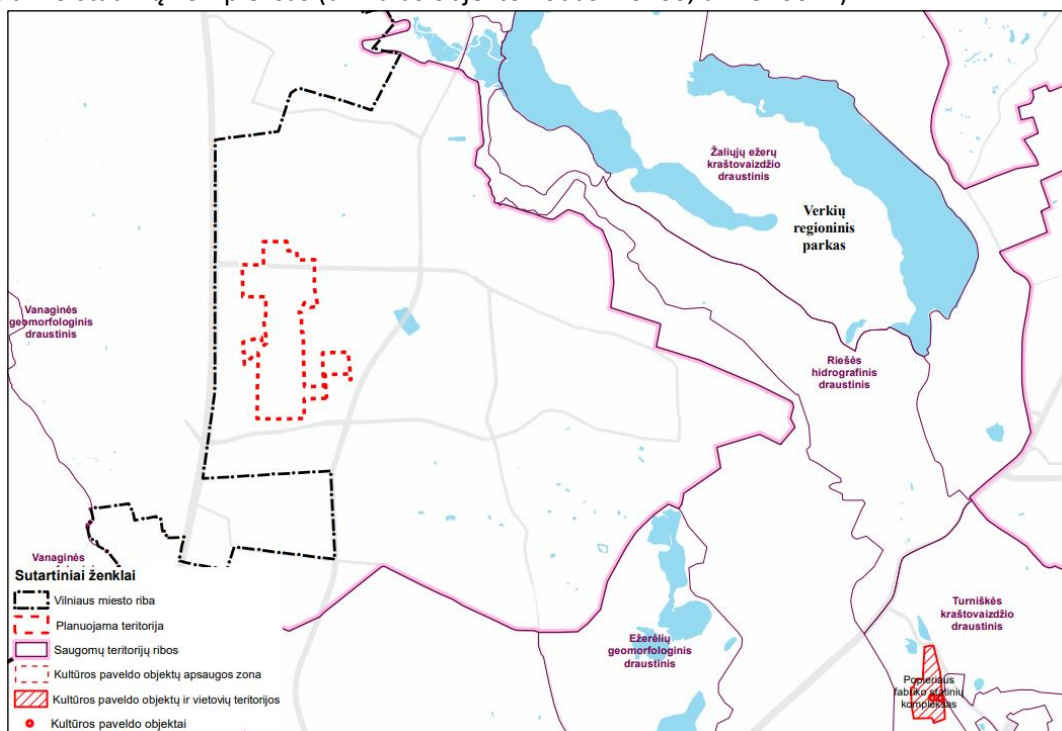 Žaliųjų ežerų
kraštovaizdžio
draustinis
Verkių
regioninis
parkas
Vanaginės
geomorfologinis
draustinis
Riešės
hidrografinis
draustinis
Vanaginės
Sutartiniai ženklai
Vilniaus miesto riba
Planuojama teritorija
Saugomų teritorijų ribos
Kultūros paveldo objektų apsaugos zona
Kultūros paveldo objektų ir vietovių teritorijos
Kultūros paveldo objektai
Ežerėlių
geomorfologinis
draustinis
Turniškės
kraštovaizdžio
draustinis
Popieriaus
fabriko statinių
kompleksas